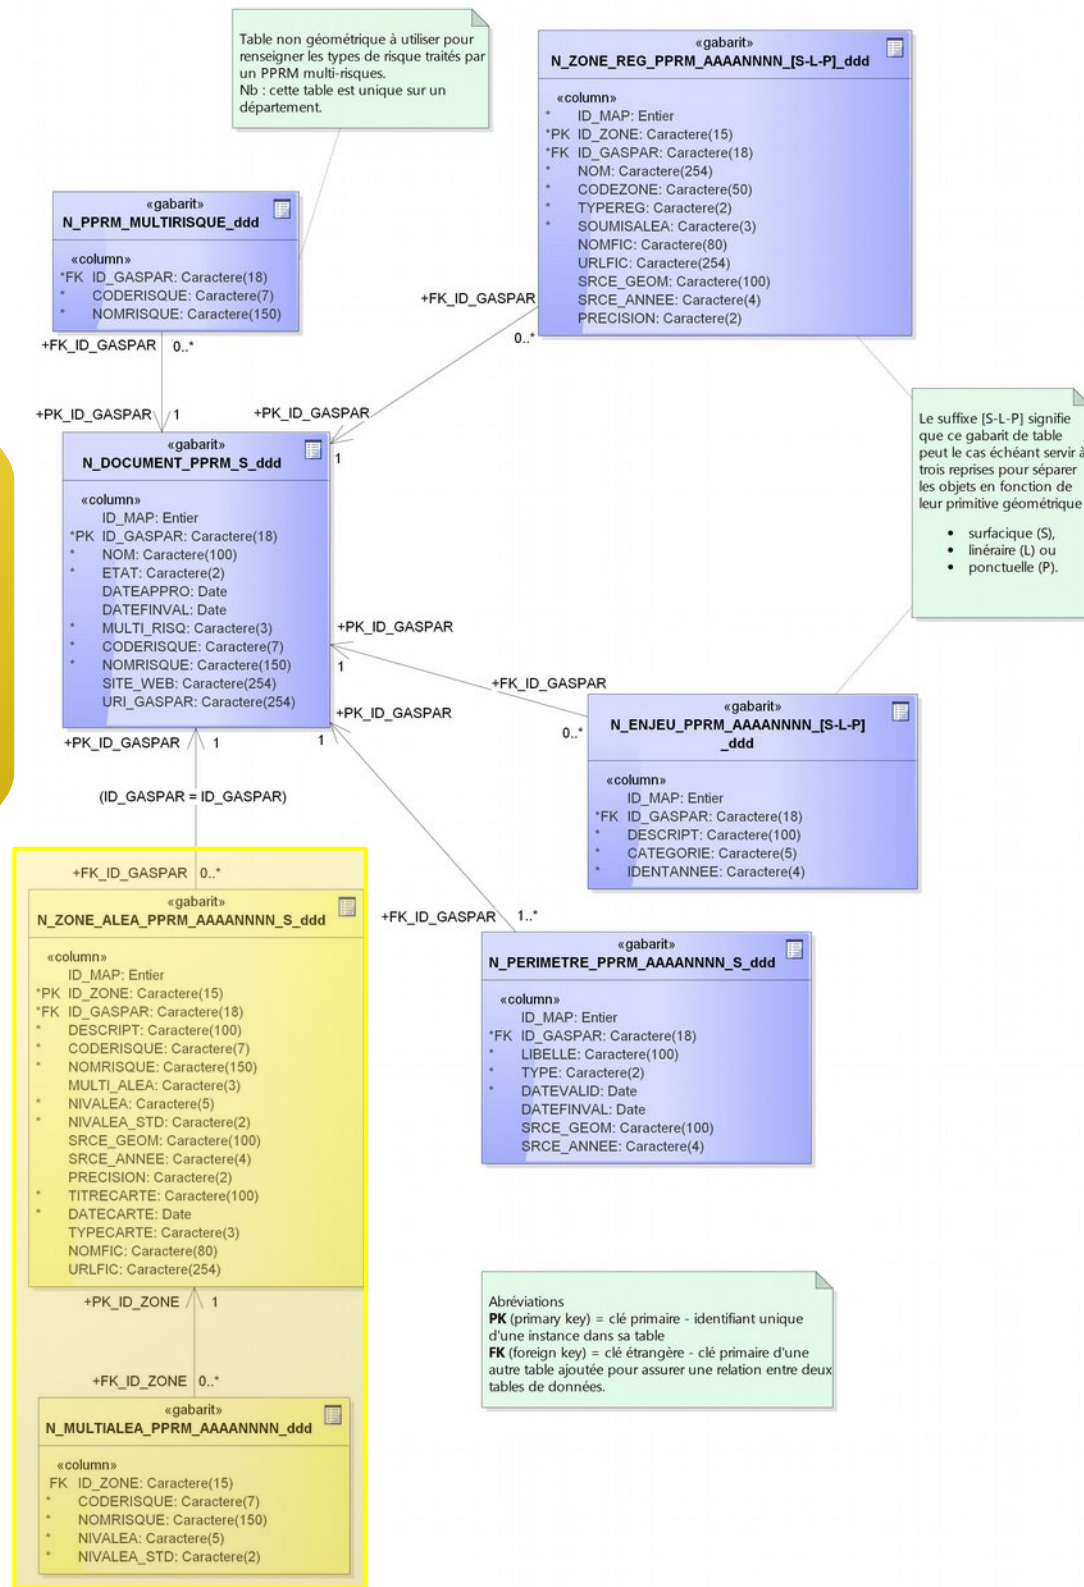 Table non géométrique à utiliser pour
renseigner les types de risque traités par
un PPRM multi-risques.
Nb : cette table est unique sur un
département.
«gabarit»
N_ZONE_REG_PPRM_AAAANNNN_[S-L-P]_ddd
«column»
* ID_MAP: Entier
*PK ID_ZONE: Caractere(15)
*FK ID_GASPAR: Caractere(18)
* NOM: Caractere(254)
* CODEZONE: Caractere(50)
* TYPEREG: Caractere(2)
* SOUMISALEA: Caractere(3)
NOMFIC: Caractere(80)
URLFIC: Caractere(254)
SRCE_GEOM: Caractere(100)
SRCE_ANNEE: Caractere(4)
PRECISION: Caractere(2)
«gabarit»
N_PPRM_MULTIRISQUE_ddd
«column»
*FK ID_GASPAR: Caractere(18)
* CODERISQUE: Caractere(7)
* NOMRISQUE: Caractere(150)
+FK_ID_GASPAR 0..*
+FK_ID_GASPAR
0..*
+PK_ID_GASPAR 1
+PK_ID_GASPAR
1
Le suffixe [S-L-P] signifie
que ce gabarit de table
peut le cas échéant servir à
trois reprises pour séparer
les objets en fonction de
leur primitive géométrique
• surfacique (S),
• linéraire (L) ou
• ponctuelle (P).
«gabarit»
N_DOCUMENT_PPRM_S_ddd
«column»
ID_MAP: Entier
*PK ID_GASPAR: Caractere(18)
* NOM: Caractere(100)
* ETAT: Caractere(2)
DATEAPPRO: Date
DATEFINVAL: Date
* MULTI_RISQ: Caractere(3)
* CODERISQUE: Caractere(7)
* NOMRISQUE: Caractere(150)
SITE_WEB: Caractere(254)
URI_GASPAR: Caractere(254)
+PK_ID_GASPAR
1
+FK_ID_GASPAR
0..*
+PK_ID_GASPAR
1
+PK_ID_GASPAR 1
(ID_GASPAR = ID_GASPAR)
«gabarit»
N_ENJEU_PPRM_AAAANNNN_[S-L-P]
_ddd
«column»
ID_MAP: Entier
*FK ID_GASPAR: Caractere(18)
* DESCRIPT: Caractere(100)
* CATEGORIE: Caractere(5)
* IDENTANNEE: Caractere(4)
+FK_ID_GASPAR 0..*
«gabarit»
N_ZONE_ALEA_PPRM_AAAANNNN_S_ddd
«column»
ID_MAP: Entier
*PK ID_ZONE: Caractere(15)
*FK ID_GASPAR: Caractere(18)
* DESCRIPT: Caractere(100)
* CODERISQUE: Caractere(7)
* NOMRISQUE: Caractere(150)
MULTI_ALEA: Caractere(3)
* NIVALEA: Caractere(5)
* NIVALEA_STD: Caractere(2)
SRCE_GEOM: Caractere(100)
SRCE_ANNEE: Caractere(4)
PRECISION: Caractere(2)
* TITRECARTE: Caractere(100)
* DATECARTE: Date
TYPECARTE: Caractere(3)
NOMFIC: Caractere(80)
URLFIC: Caractere(254)
+FK_ID_GASPAR 1..*
«gabarit»
N_PERIMETRE_PPRM_AAAANNNN_S_ddd
«column»
ID_MAP: Entier
*FK ID_GASPAR: Caractere(18)
* LIBELLE: Caractere(100)
* TYPE: Caractere(2)
* DATEVALID: Date
DATEFINVAL: Date
SRCE_GEOM: Caractere(100)
SRCE_ANNEE: Caractere(4)
+PK_ID_ZONE 1
+FK_ID_ZONE 0..*
Abréviations
PK (primary key) = clé primaire - identifiant unique
d'une instance dans sa table
FK (foreign key) = clé étrangère - clé primaire d'une
autre table ajoutée pour assurer une relation entre deux
tables de données.
«gabarit»
N_MULTIALEA_PPRM_AAAANNNN_ddd
«column»
FK ID_ZONE: Caractere(15)
* CODERISQUE: Caractere(7)
* NOMRISQUE: Caractere(150)
* NIVALEA: Caractere(5)
* NIVALEA_STD: Caractere(2)